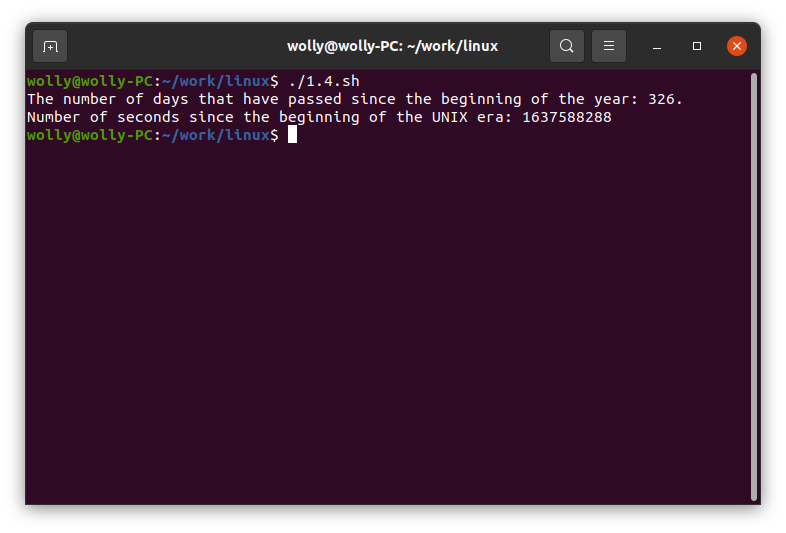 wolly@wolly-PC: ~/work/linux
wolly@wolly-PC:~/work/linux$ ./1.4.sh
The number of days that have passed since the beginning of the year: 326.
Number of seconds since the beginning of the UNIX era: 1637588288
wolly@wolly-PC:~/work/linux$